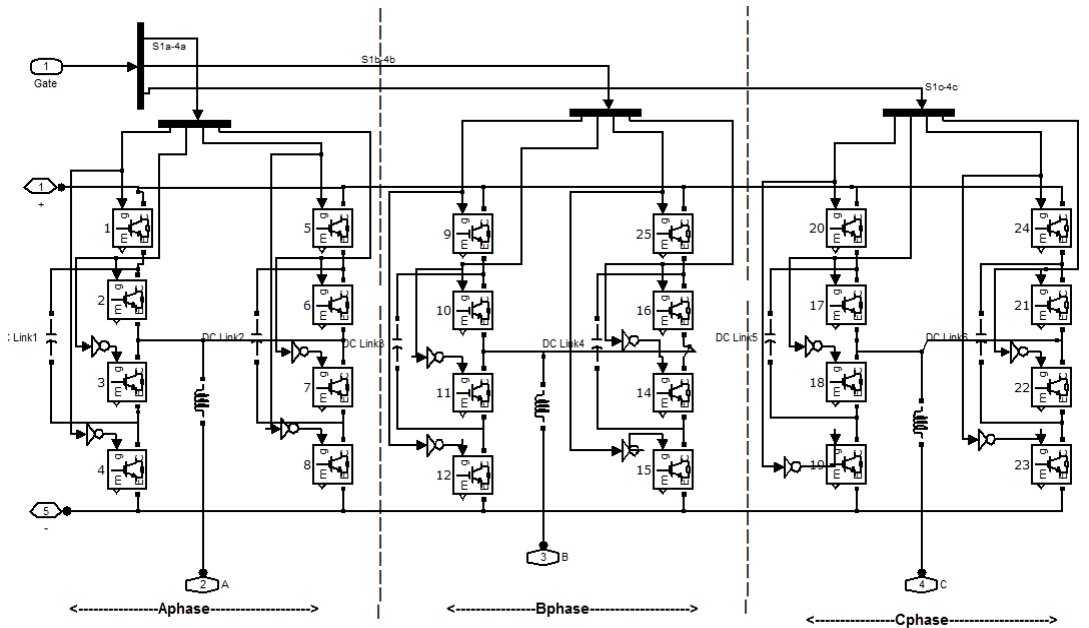 S1a-4a
S1b-4b
S1c-4c
1
Gate
1
+
5
-
1
g
m
C
E
5
g
m
C
E
9
g
m
C
E
25
g
m
C
E
20
g
m
C
E
24
g
m
C
E
2
g
m
C
E
6
g
m
C
E
10
g
m
C
E
16
g
m
C
E
17
g
m
C
E
21
g
m
C
E
: Link1
DC Link2
DC Link3
DC Link4
DC Link5
DC Link6
3
g
m
C
E
7
g
m
C
E
11
g
m
C
E
14
g
m
C
E
18
g
m
C
E
22
g
m
C
E
4
g
m
C
E
8
g
m
C
E
12
g
m
C
E
15
g
m
C
E
19
g
m
C
E
23
g
m
C
E
2 A
3 B
4 C
<----------------Aphase-------------------->
<---------------Bphase-------------------->
<----------------Cphase-------------------->